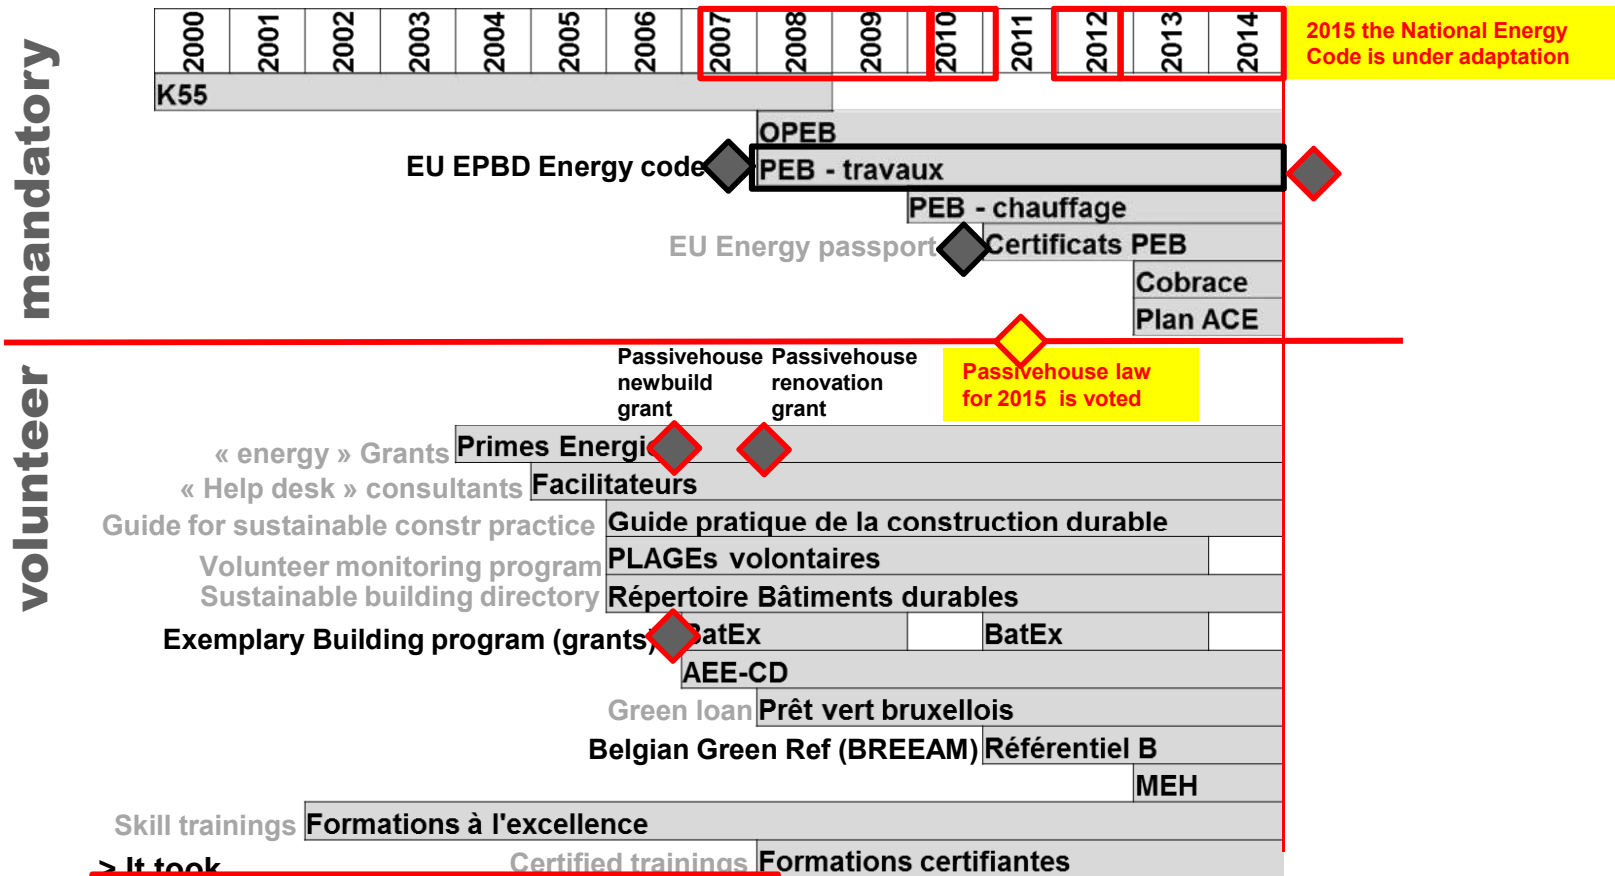 2000 2001 2002 2003 2004 2005 2006 2007 2008 2009 2010 2011 2012 2013 2014
2015 the National Energy
Code is under adaptation
mandatory
K55
OPEB
EU EPBD Energy code
PEB - travaux
PEB - chauffage
EU Energy passport
Certificats PEB
Cobrace
Plan ACE
volunteer
Passivehouse
newbuild
grant
Passivehouse
renovation
grant
Passivehouse law
for 2015 is voted
« energy » Grants
Primes Energie
« Help desk » consultants
Facilitateurs
Guide for sustainable constr practice
Guide pratique de la construction durable
Volunteer monitoring program
PLAGEs volontaires
Sustainable building directory
Répertoire Bâtiments durables
Exemplary Building program (grants)
BatEx
BatEx
AEE-CD
Green loan
Prêt vert bruxellois
Belgian Green Ref (BREEAM)
Référentiel B
MEH
Skill trainings
Formations à l'excellence
> It took
Certified trainings
Formations certifiantes